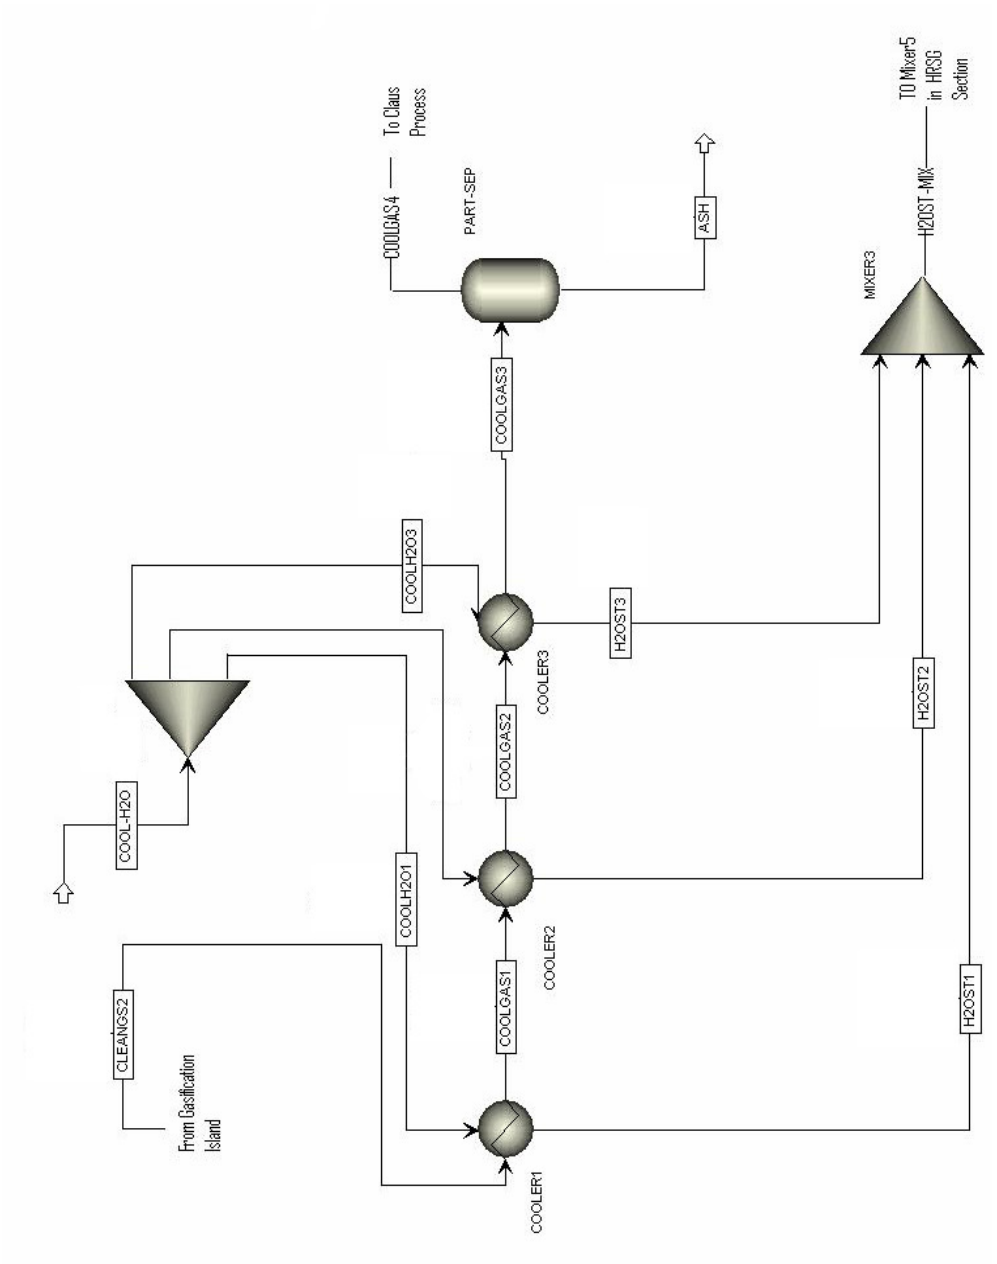 CLEANGS2
COOL-H2O
From Gasification
Island
COOLH2O1
COOLH2O3
COOLGAS4
To Claus
Process
PART-SEP
COOLGAS1
COOLGAS2
COOLGAS3
COOLER1
COOLER2
COOLER3
H2OST3
ASH
MIXER3
H2OST2
H2OST-MIX
TO Mixer5
in HRSG
Section
H2OST1